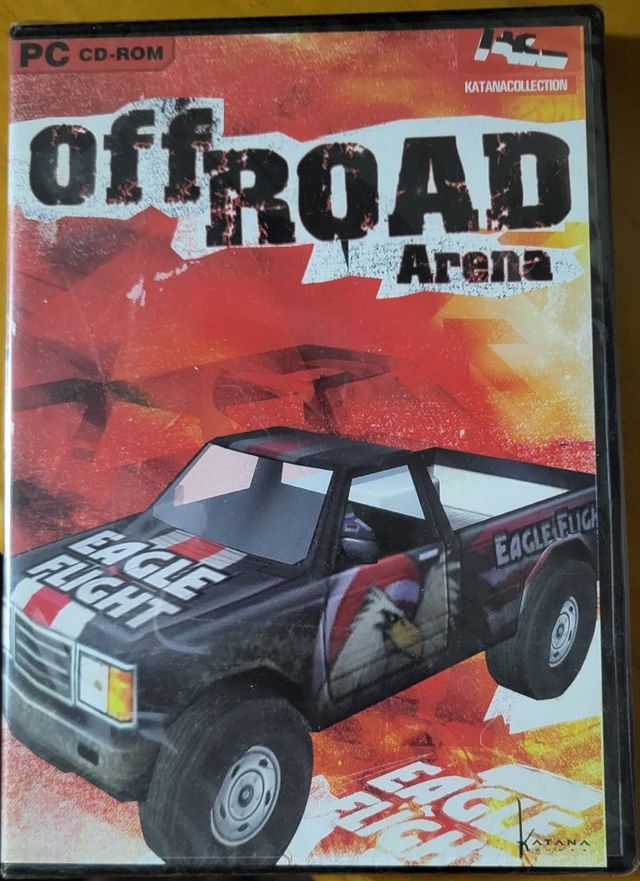 PC CD-ROM
KATANACOLLECTION
Off ROAD
Arena
EAGLE
FLIGHT
EAGLE FLIGH
EAGLE
FLIGH
KATANA